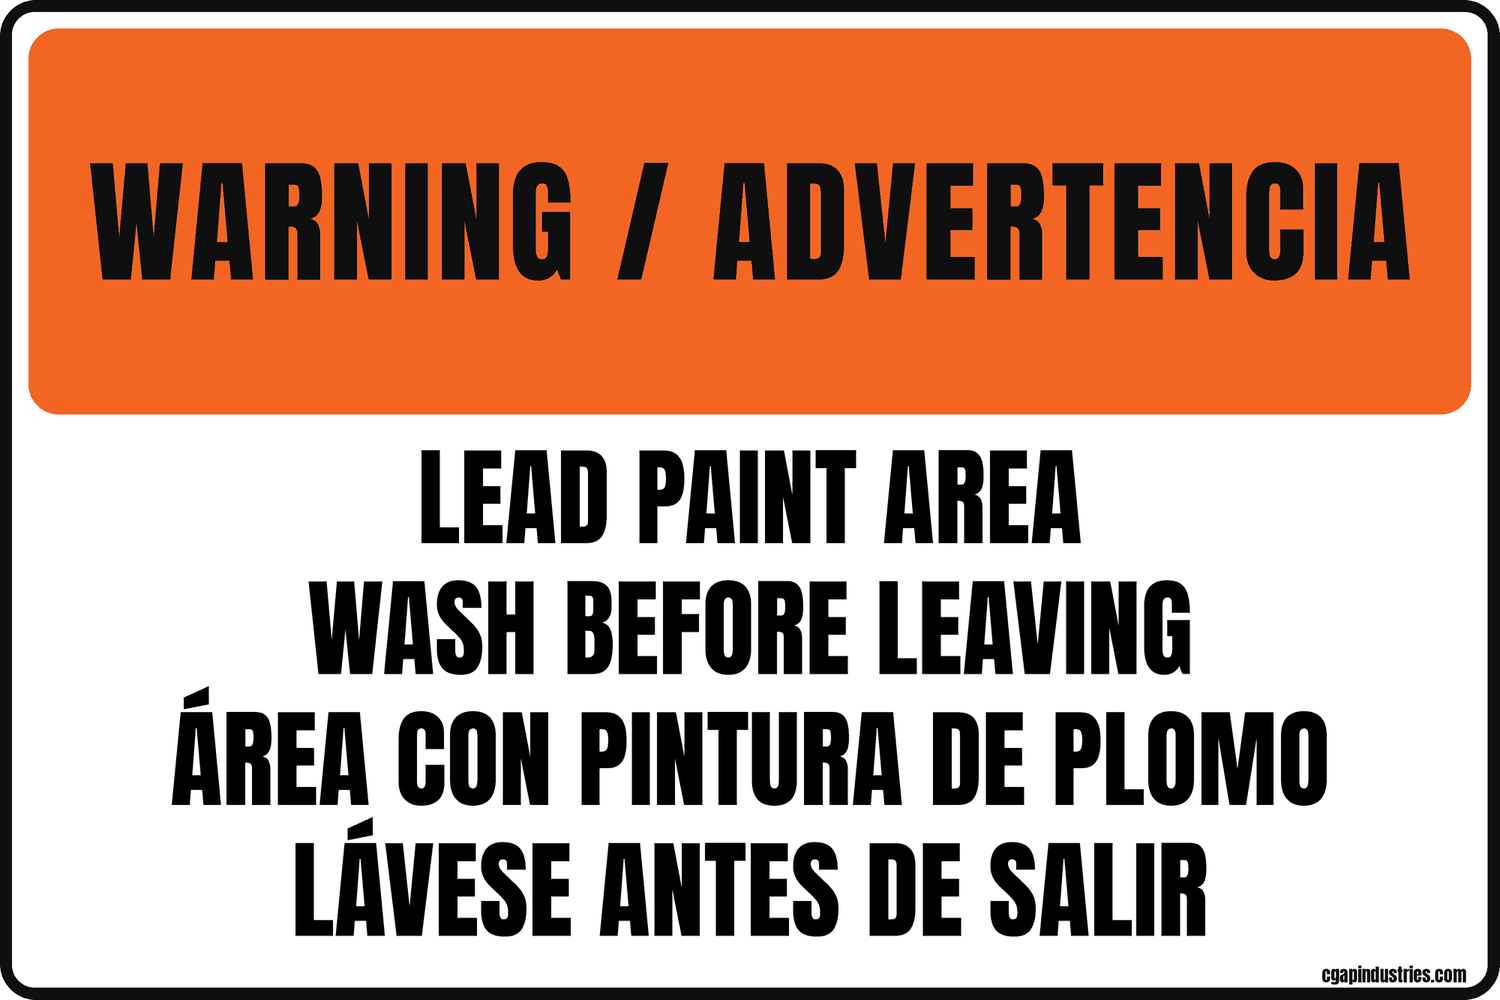 WARNING / ADVERTENCIA
LEAD PAINT AREA
WASH BEFORE LEAVING
ÁREA CON PINTURA DE PLOMO
LÁVESE ANTES DE SALIR
cgapindustries.com